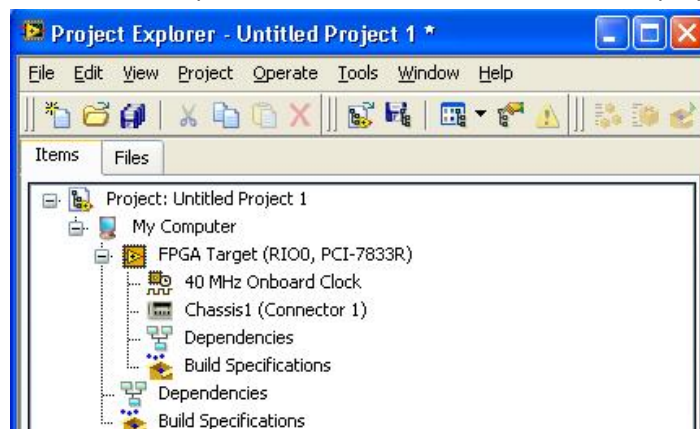 Project Explorer - Untitled Project 1 *
File Edit View Project Operate Tools Window Help
Items Files
Project: Untitled Project 1
My Computer
FPGA Target (RIO0, PCI-7833R)
40 MHz Onboard Clock
Chassis1 (Connector 1)
Dependencies
Build Specifications
Dependencies
Build Specifications